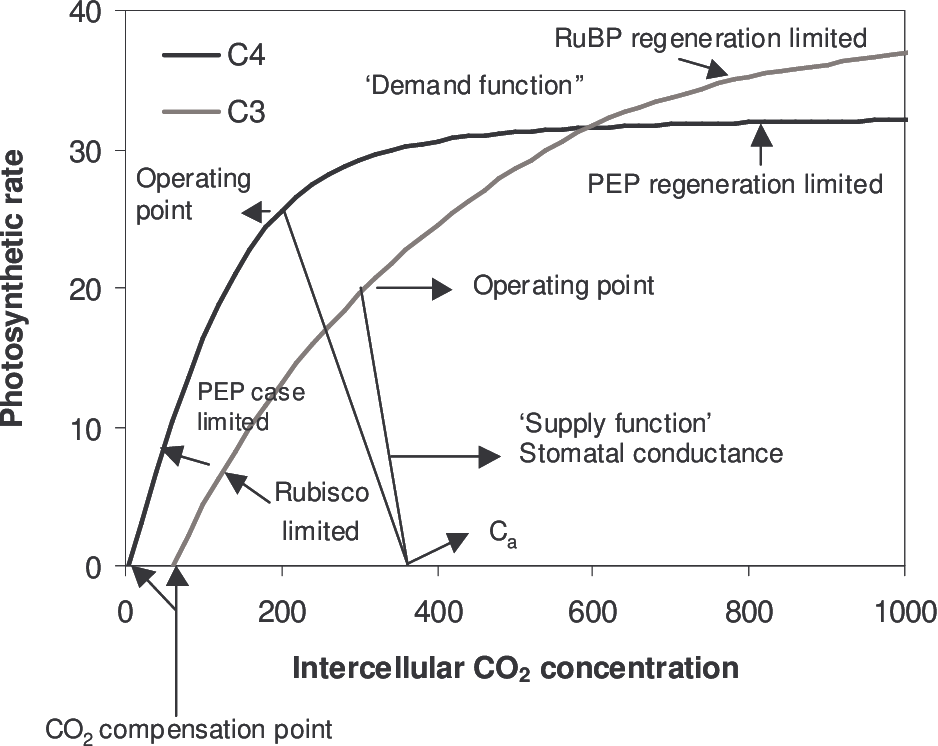 40
C4
RuBP regeneration limited
C3
'Demand function"
30
Operating
point
PEP regeneration limited
20
Operating point
PEP case
limited
10
'Supply function'
Stomatal conductance
Rubisco
limited
Ca
0
0 200 400 600 800 1000
Photosynthetic rate
Intercellular CO2 concentration
CO2 compensation point